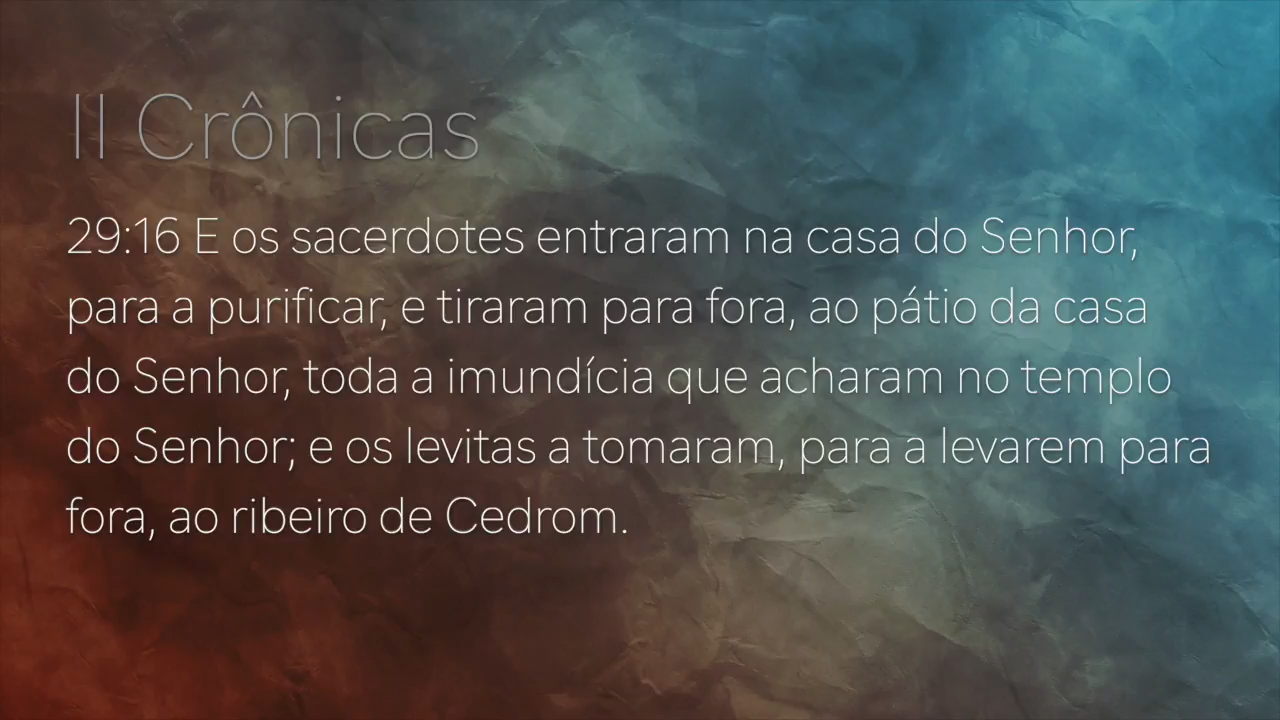 II Crônicas
29:16 E os sacerdotes entraram na casa do Senhor,
para a purificar, e tiraram para fora, ao pátio da casa
do Senhor, toda a imundícia que acharam no templo
do Senhor; e os levitas a tomaram, para a levarem para
fora, ao ribeiro de Cedrom.